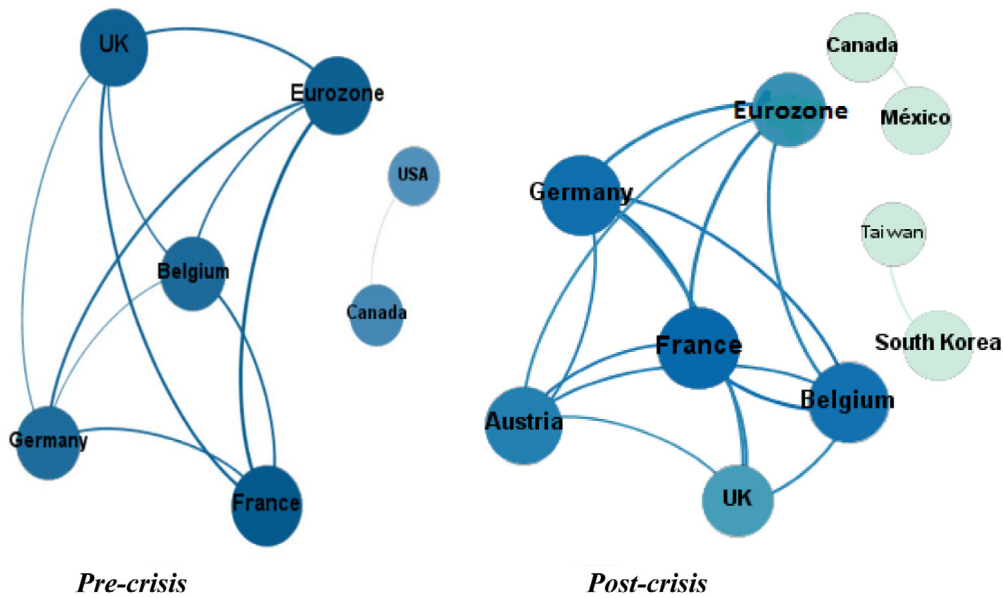 UK
Eurozone
USA
Belgium
Canada
Germany
France
Pre-crisis
Canada
Eurozone
México
Germany
Taiwan
South Korea
France
Belgium
Austria
UK
Post-crisis